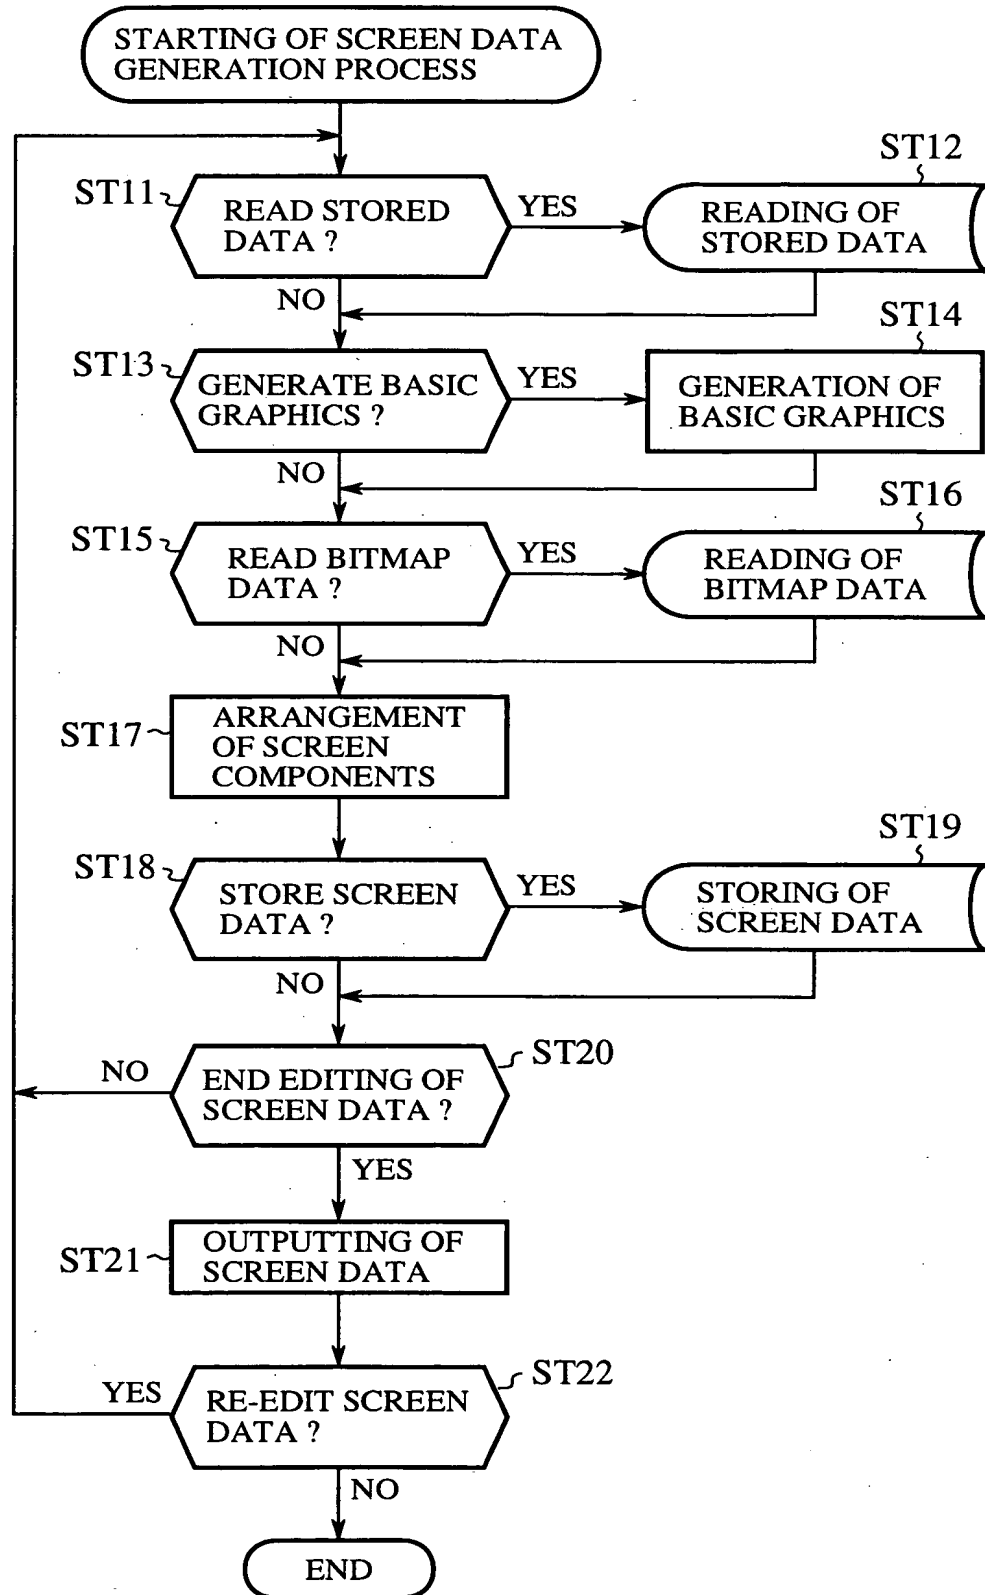 STARTING OF SCREEN DATA
GENERATION PROCESS
ST11
READ STORED
DATA ?
YES
ST12
READING OF
STORED DATA
NO
ST13
GENERATE BASIC
GRAPHICS ?
YES
ST14
GENERATION OF
BASIC GRAPHICS
NO
ST15
READ BITMAP
DATA ?
YES
ST16
READING OF
BITMAP DATA
NO
ST17
ARRANGEMENT
OF SCREEN
COMPONENTS
ST18
STORE SCREEN
DATA ?
YES
ST19
STORING OF
SCREEN DATA
NO
ST20
END EDITING OF
SCREEN DATA ?
NO
YES
ST21
OUTPUTTING OF
SCREEN DATA
ST22
RE-EDIT SCREEN
DATA ?
YES
NO
END